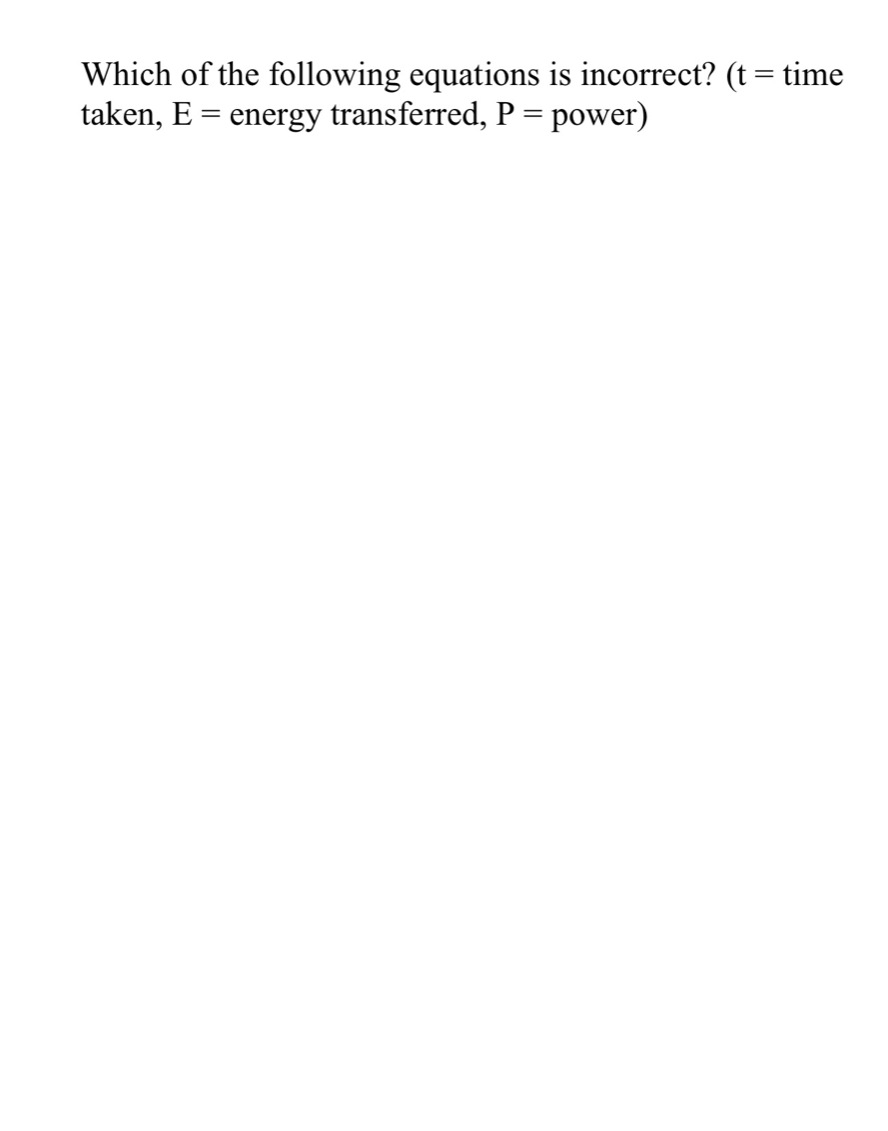 Which of the following equations is incorrect? (t = time
taken, E = energy transferred, P = power)